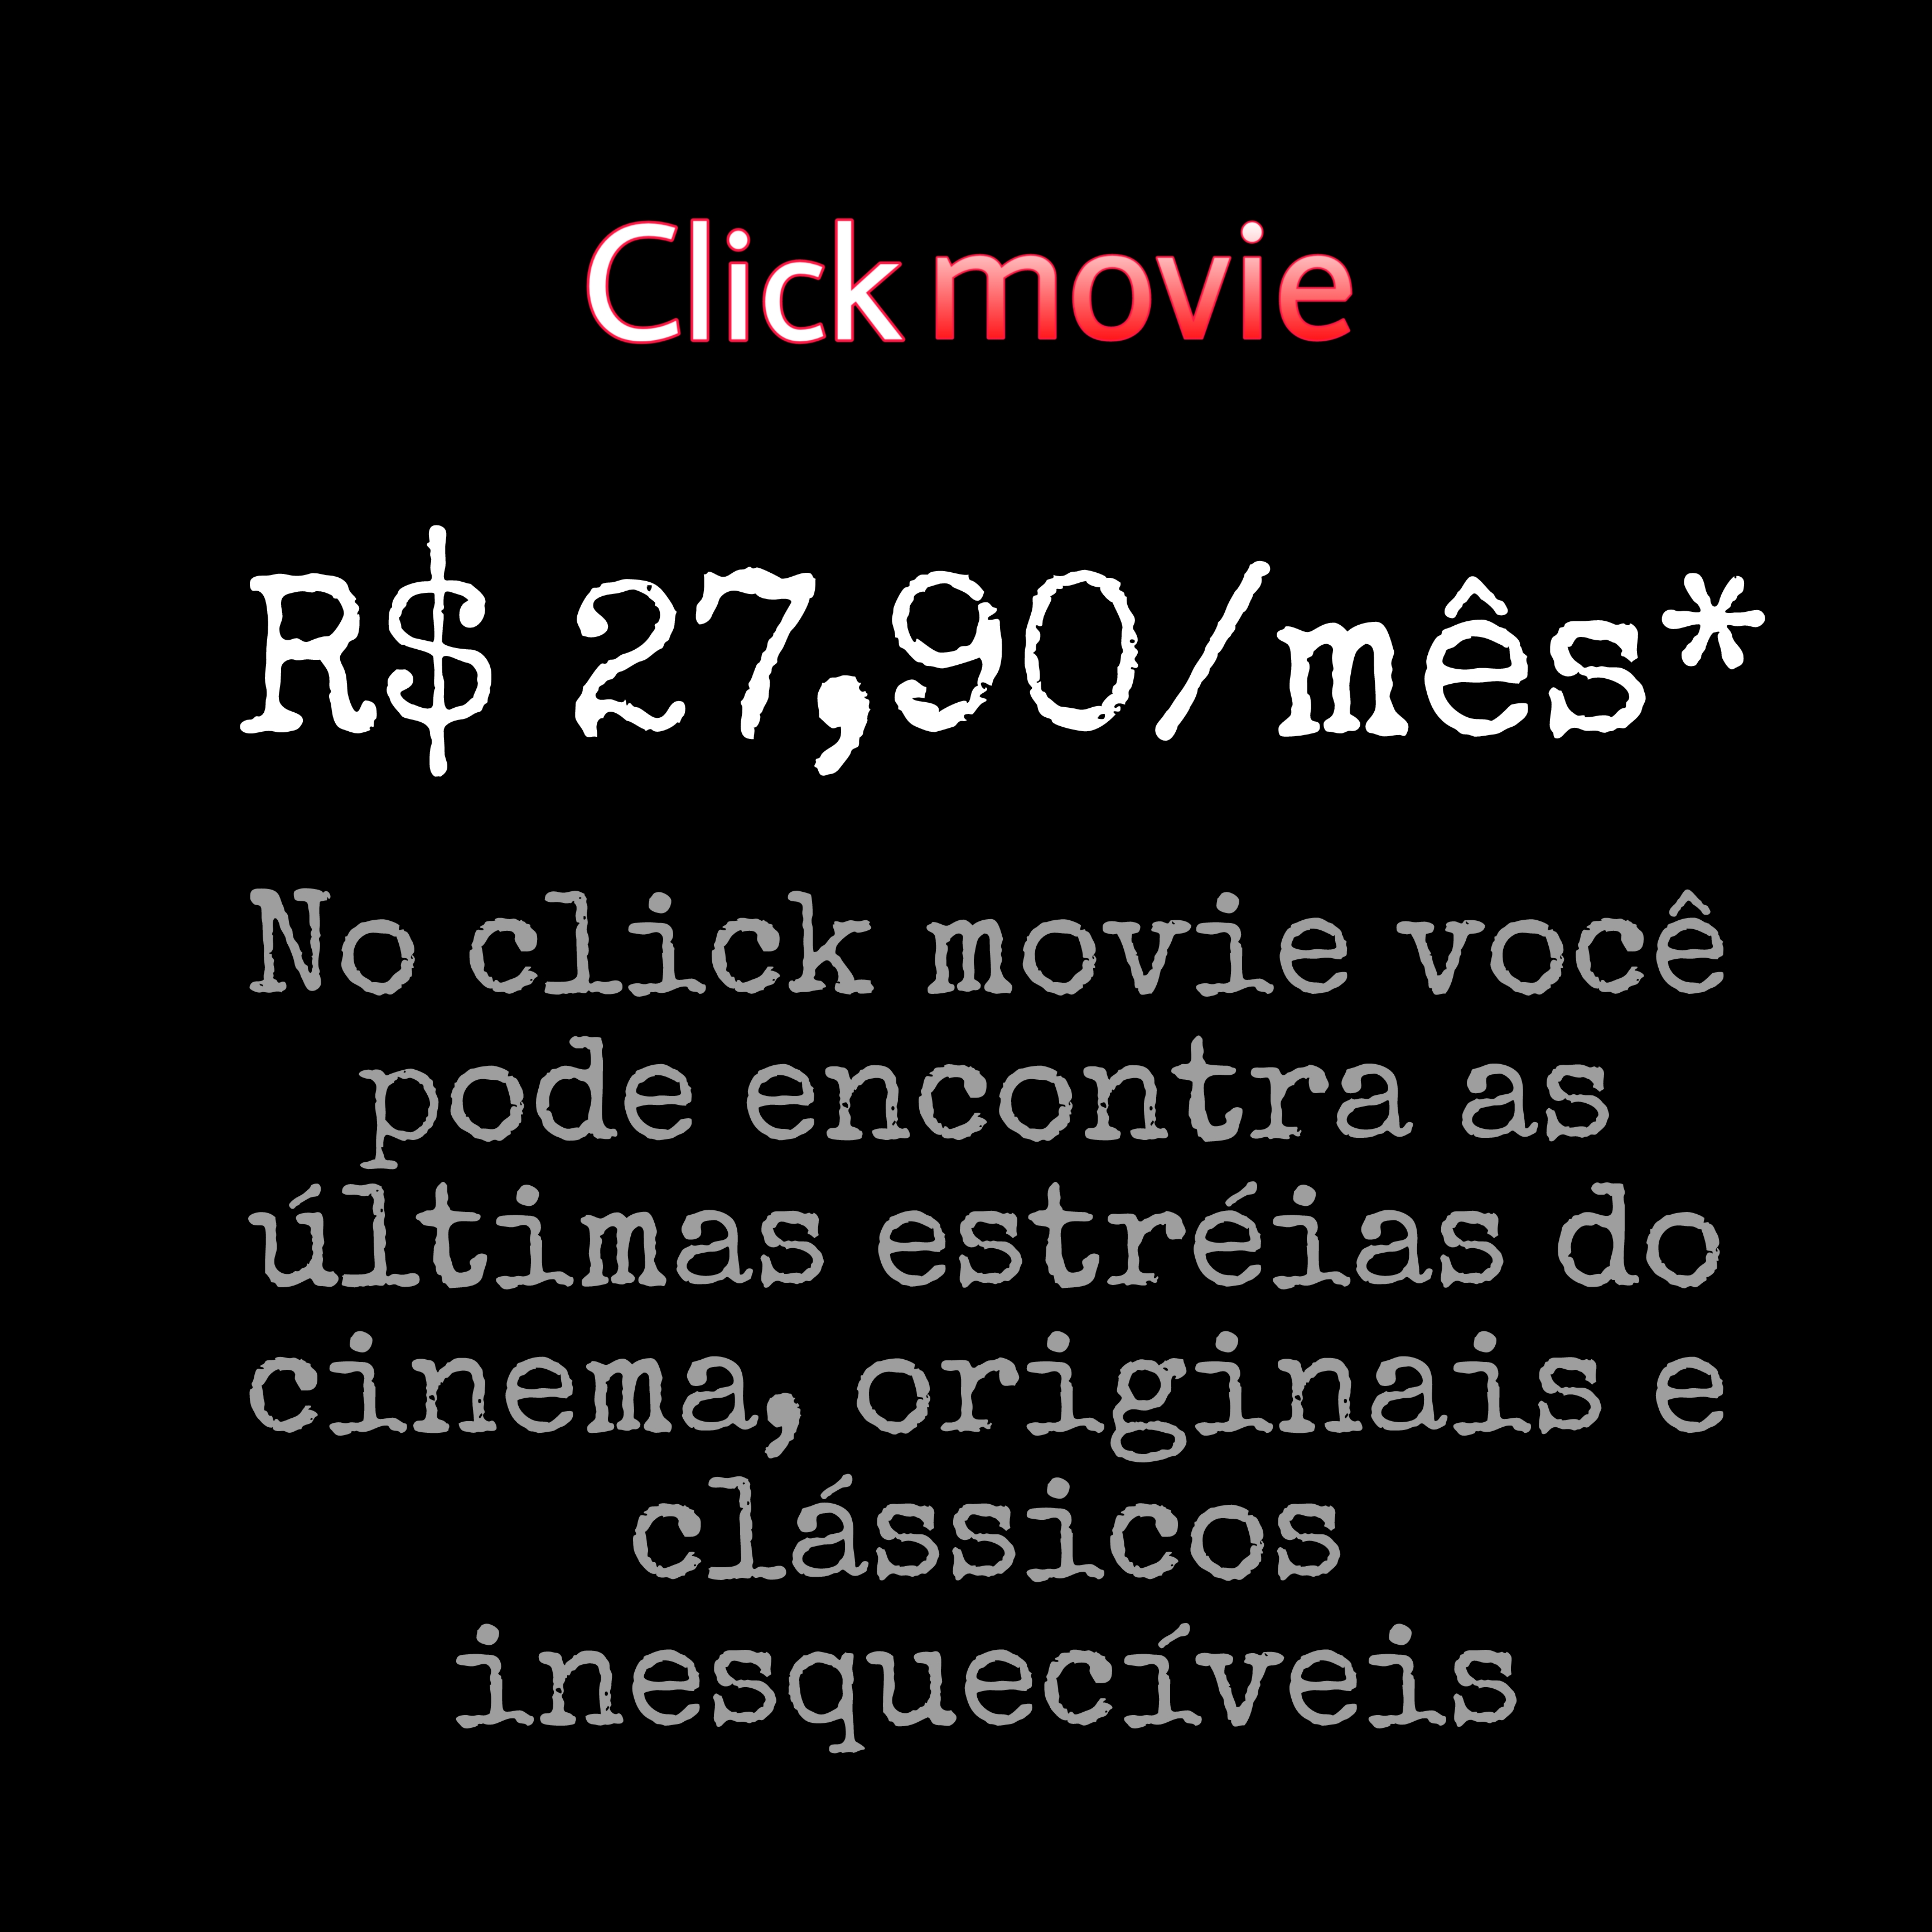 Click movie
R$ 27,90/mês*
No click movie você
pode encontra as
últimas estréias do
cinema, originais e
clássicos
inesquecíveis